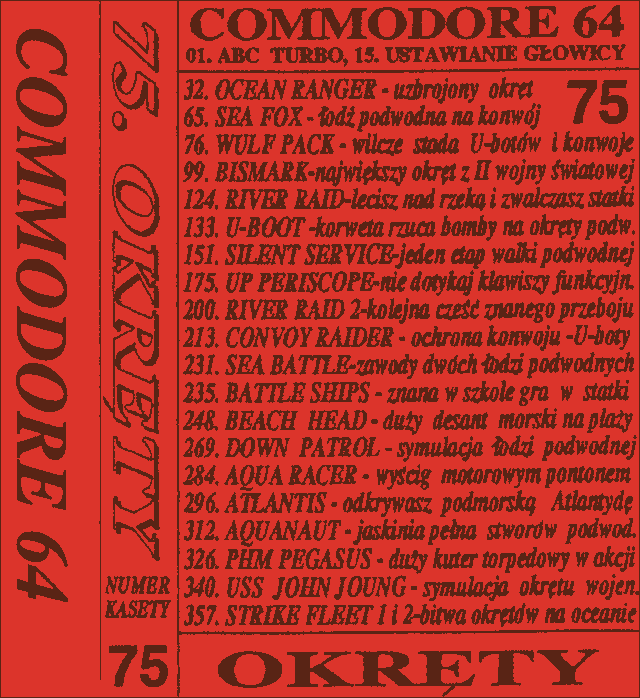 COMMODORE 64
75. OKRĘTY
NUMER
KASETY
75
COMMODORE 64
01. ABC TURBO, 15. USTAWIANIE GŁOWICY
75
32. OCEAN RANGER - uzbrojony okręt
65. SEA FOX - łodź podwodna na konwój
76. WULF PACK - wilcze stada U-botów i konwoje
99. BISMARK-największy okręt z II wojny światowej
124. RIVER RAID-lecisz nad rzeką i zwalczasz statki
133. U-BOOT -korweta rzuca bomby na okręty podw.
151. SILENT SERVICE-jeden etap walki podwodnej
175. UP PERISCOPE-nie dotykaj klawiszy funkcyjn.
200. RIVER RAID 2-kolejna cześć znanego przeboju
213. CONVOY RAIDER - ochrona konwoju -U-boty
231. SEA BATTLE-zawody dwóch łodzi podwodnych
235. BATTLE SHIPS - znana w szkole gra w statki
248. BEACH HEAD - duży desant morski na plaży
269. DOWN PATROL - symulacja łodzi podwodnej
284. AQUA RACER - wyścig motorowym pontonem
296. ATLANTIS - odkrywasz podmorską Atlantydę
312. AQUANAUT - jaskinia pełna stworów podwod.
326. PHM PEGASUS - duży kuter torpedowy w akcji
340. USS JOHN JOUNG - symulacja okrętu wojen.
357. STRIKE FLEET 1 i 2-bitwa okrętów na oceanie
OKRĘTY